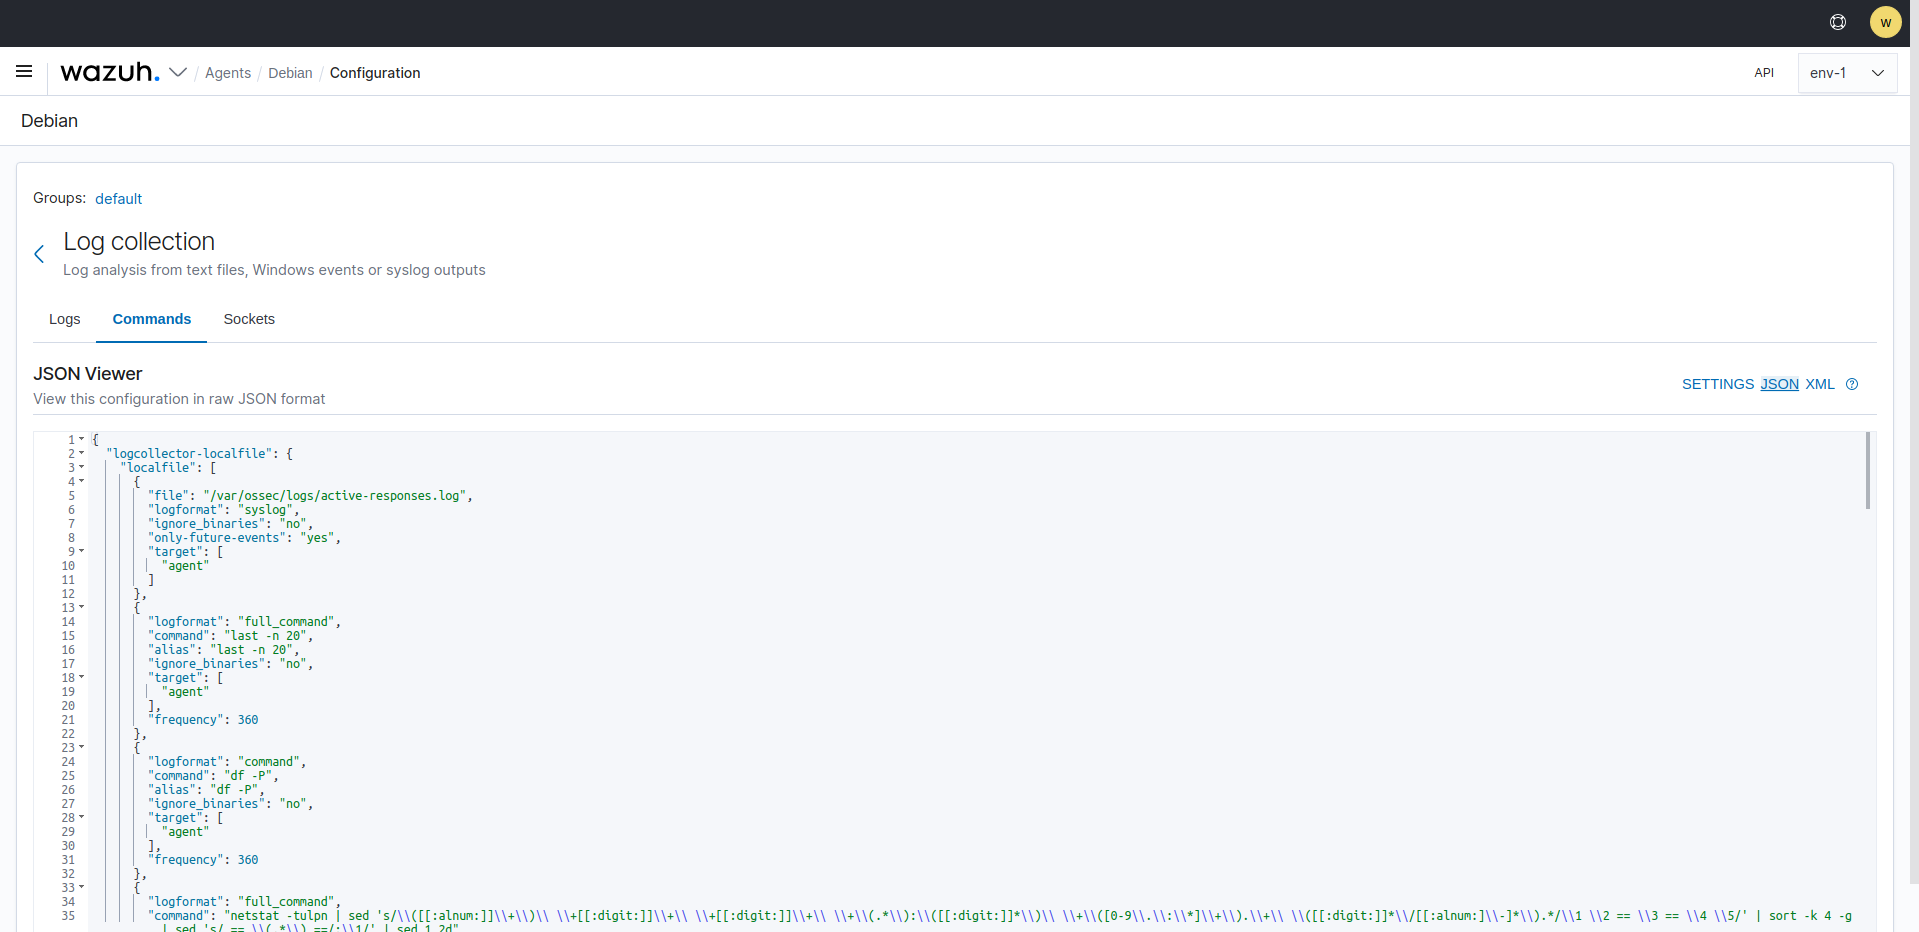 w
wazuh. / Agents / Debian / Configuration API env-1
Debian
Groups: default
Log collection
Log analysis from text files, Windows events or syslog outputs
Logs Commands Sockets
JSON Viewer
View this configuration in raw JSON format
SETTINGS JSON XML
1 {
2 "logcollector-localfile": {
3 "localfile": [
4 {
5 "file": "/var/ossec/logs/active-responses.log",
6 "logformat": "syslog",
7 "ignore_binaries": "no",
8 "only-future-events": "yes",
9 "target": [
10 "agent"
11 ]
12 },
13 {
14 "logformat": "full_command",
15 "command": "last -n 20",
16 "alias": "last -n 20",
17 "ignore_binaries": "no",
18 "target": [
19 "agent"
20 ],
21 "frequency": 360
22 },
23 {
24 "logformat": "command",
25 "command": "df -P",
26 "alias": "df -P",
27 "ignore_binaries": "no",
28 "target": [
29 "agent"
30 ],
31 "frequency": 360
32 },
33 {
34 "logformat": "full_command",
35 "command": "netstat -tulpn | sed 's/\\([[:alnum:]]\\+\\)\\ \\+[[:digit:]]\\+\\ \\+[[:digit:]]\\+\\ \\+\\(.*\\):\\([[:digit:]]*\\)\\ \\+\\([0-9\\.\\:\\*]\\+\\).\\+\\ \\([[:digit:]]*\\/[[:alnum:]\\-]*\\).*/\\1 \\2 == \\3 == \\4 \\5/' | sort -k 4 -g
| sed 's/ == \\(.*\\) ==/:\\1/' | sed 1,2d"